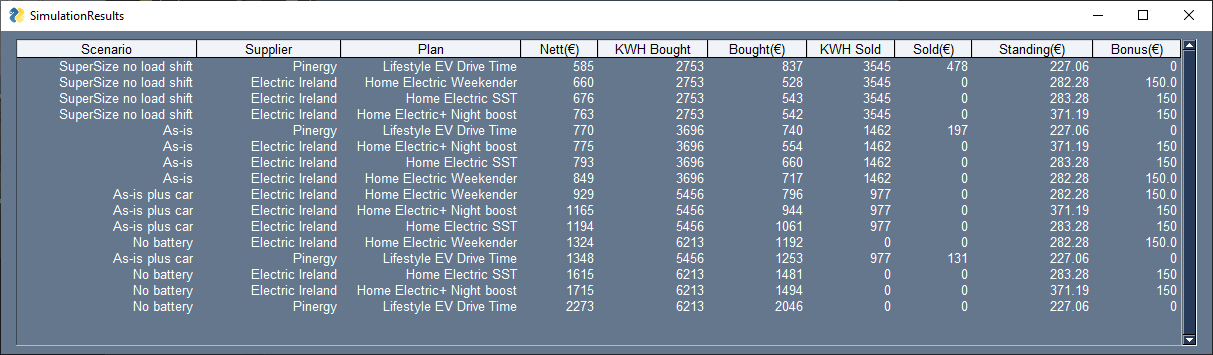 SimulationResults
Scenario Supplier Plan Nett(€) KWH Bought Bought(€) KWH Sold Sold(€) Standing(€) Bonus(€)
SuperSize no load shift Pinergy Lifestyle EV Drive Time 585 2753 837 3545 478 227.06 0
SuperSize no load shift Electric Ireland Home Electric Weekender 660 2753 528 3545 0 282.28 150.0
SuperSize no load shift Electric Ireland Home Electric SST 676 2753 543 3545 0 283.28 150
SuperSize no load shift Electric Ireland Home Electric+ Night boost 763 2753 542 3545 0 371.19 150
As-is Pinergy Lifestyle EV Drive Time 770 3696 740 1462 197 227.06 0
As-is Electric Ireland Home Electric+ Night boost 775 3696 554 1462 0 371.19 150
As-is Electric Ireland Home Electric SST 793 3696 660 1462 0 283.28 150
As-is Electric Ireland Home Electric Weekender 849 3696 717 1462 0 282.28 150.0
As-is plus car Electric Ireland Home Electric Weekender 929 5456 796 977 0 282.28 150.0
As-is plus car Electric Ireland Home Electric+ Night boost 1165 5456 944 977 0 371.19 150
As-is plus car Electric Ireland Home Electric SST 1194 5456 1061 977 0 283.28 150
No battery Electric Ireland Home Electric Weekender 1324 6213 1192 0 0 282.28 150.0
As-is plus car Pinergy Lifestyle EV Drive Time 1348 5456 1253 977 131 227.06 0
No battery Electric Ireland Home Electric SST 1615 6213 1481 0 0 283.28 150
No battery Electric Ireland Home Electric+ Night boost 1715 6213 1494 0 0 371.19 150
No battery Pinergy Lifestyle EV Drive Time 2273 6213 2046 0 0 227.06 0